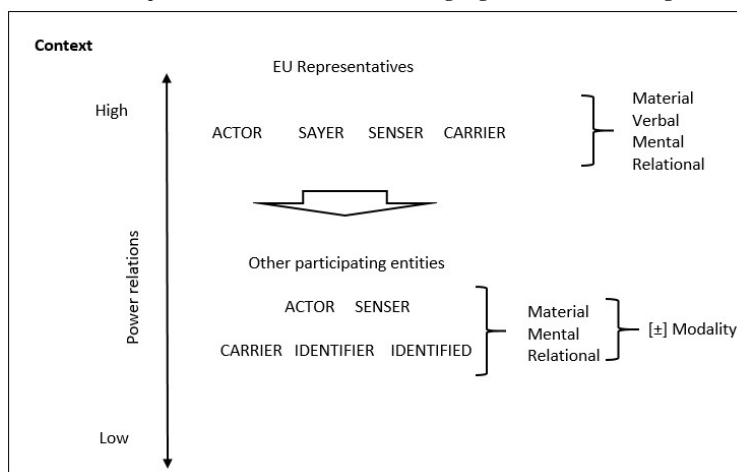 Context
EU Representatives
High
ACTOR SAYER SENSER CARRIER
Material
Verbal
Mental
Relational
Power relations
Other participating entities
ACTOR SENSER
CARRIER IDENTIFIER IDENTIFIED
Material
Mental
Relational
[±] Modality
Low